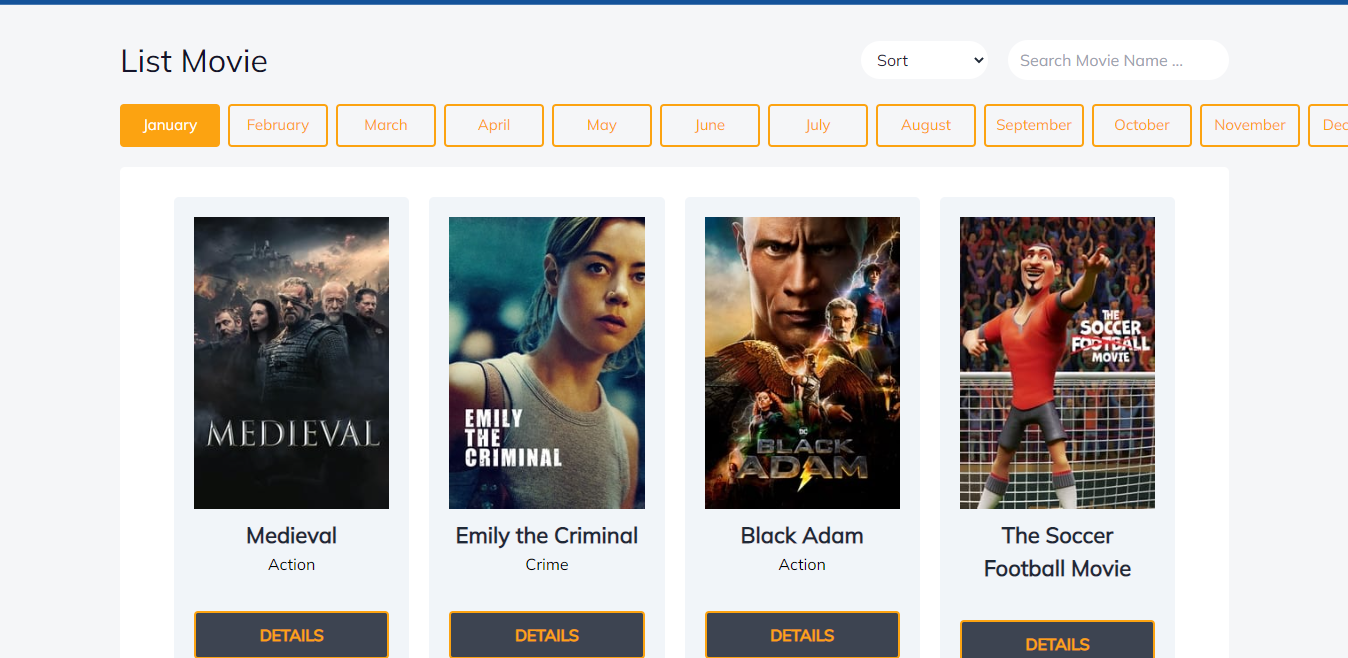 List Movie
Sort
Search Movie Name ...
January
February
March
April
May
June
July
August
September
October
November
Dec
MEDIEVAL
EMILY
THE
CRIMINAL
DC
BLACK
ADAM
THE
SOCCER
FOOTBALL
MOVIE
Medieval
Emily the Criminal
Black Adam
The Soccer
Football Movie
Action
Crime
Action
DETAILS
DETAILS
DETAILS
DETAILS